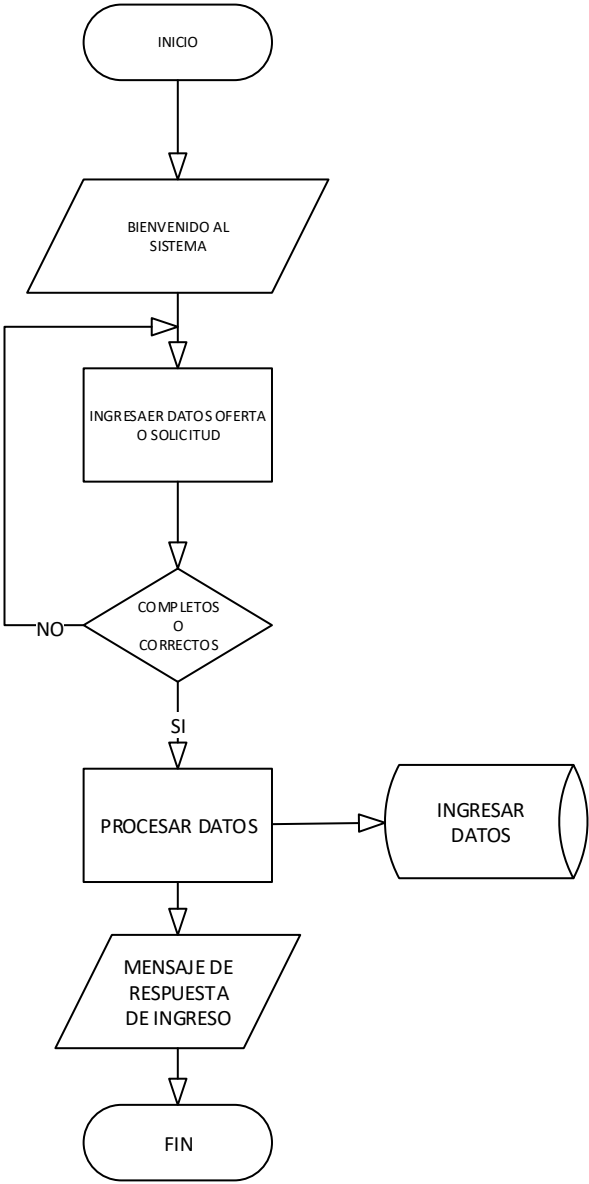 INICIO
BIENVENIDO AL
SISTEMA
INGRESAER DATOS OFERTA
O SOLICITUD
COMPLETOS
O
CORRECTOS
NO
SI
PROCESAR DATOS
INGRESAR
DATOS
MENSAJE DE
RESPUESTA
DE INGRESO
FIN